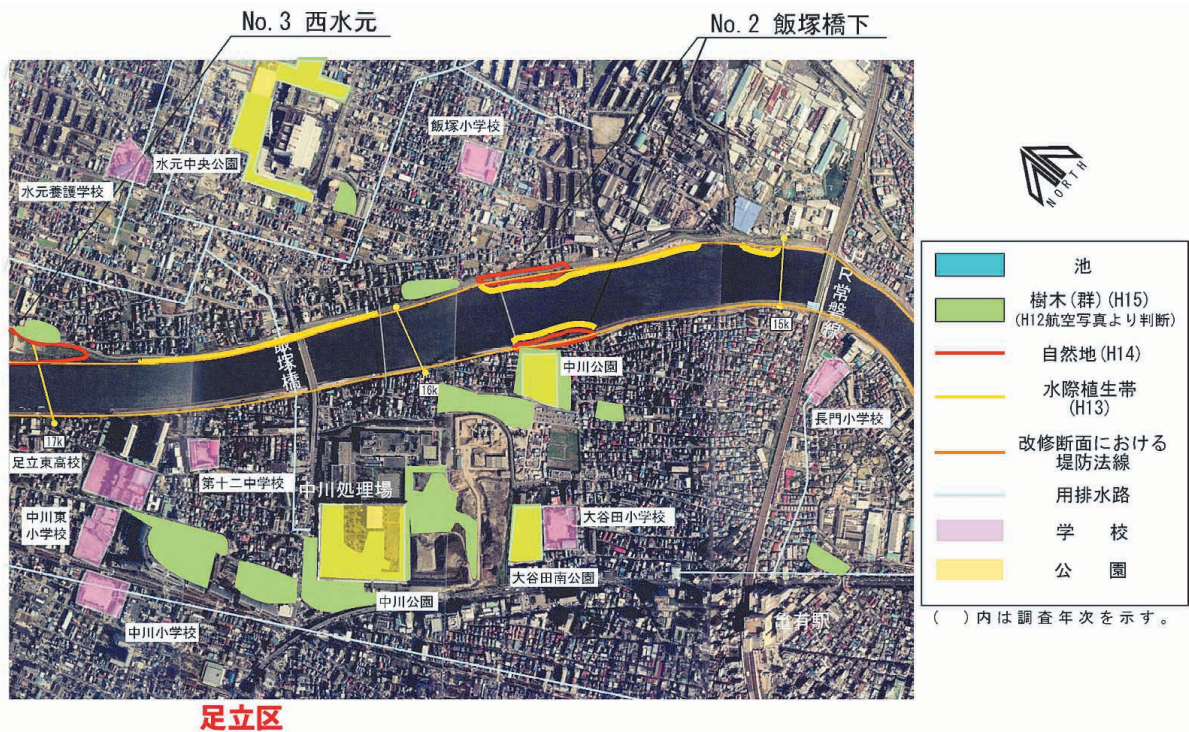 No. 3 西水元
No. 2 飯塚橋下
飯塚小学校
水元中央公園
水元養護学校
NORTH
JR常磐線
飯塚橋
15k
16k
17k
中川公園
長門小学校
足立東高校
第十二中学校
中川処理場
中川東
小学校
大谷田小学校
大谷田南公園
中川公園
中川小学校
亀有駅
足立区
池
樹木(群)(H15)
(H12航空写真より判断)
自然地(H14)
水際植生帯
(H13)
改修断面における
堤防法線
用排水路
学 校
公 園
( )内は調査年次を示す。